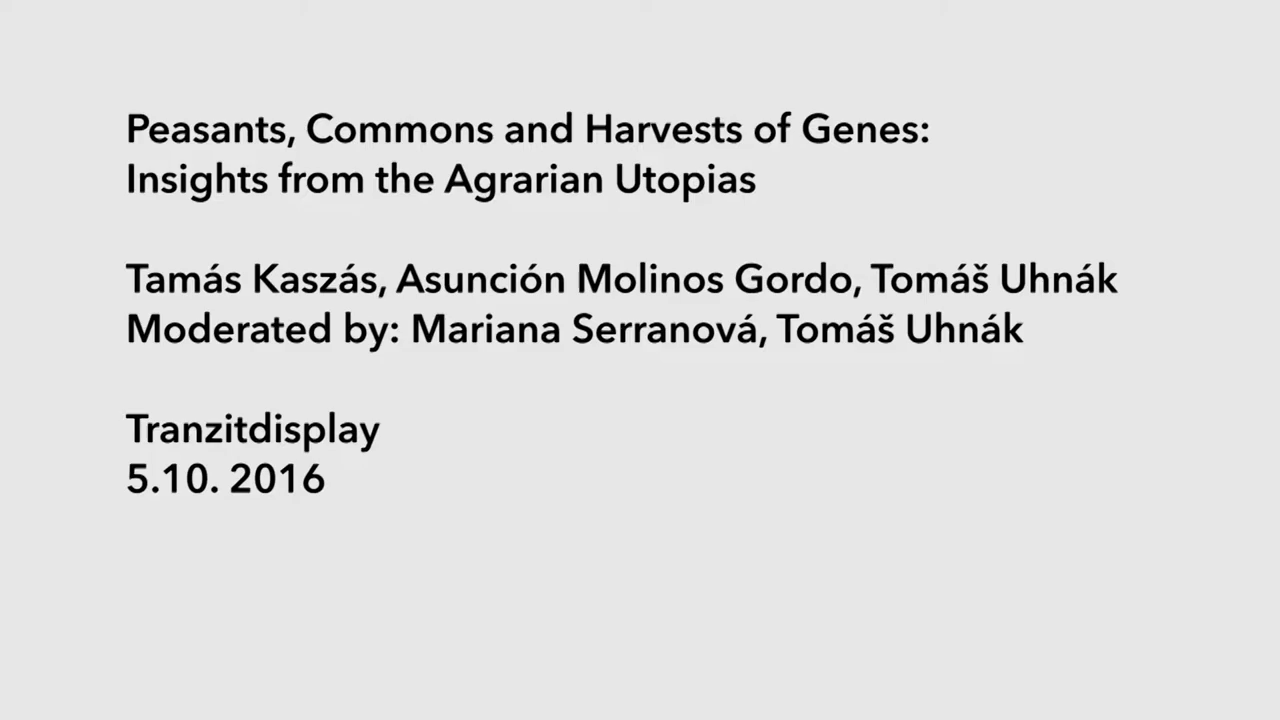 Peasants, Commons and Harvests of Genes:
Insights from the Agrarian Utopias
Tamás Kaszás, Asunción Molinos Gordo, Tomáš Uhnák
Moderated by: Mariana Serranová, Tomáš Uhnák
Tranzitdisplay
5.10. 2016